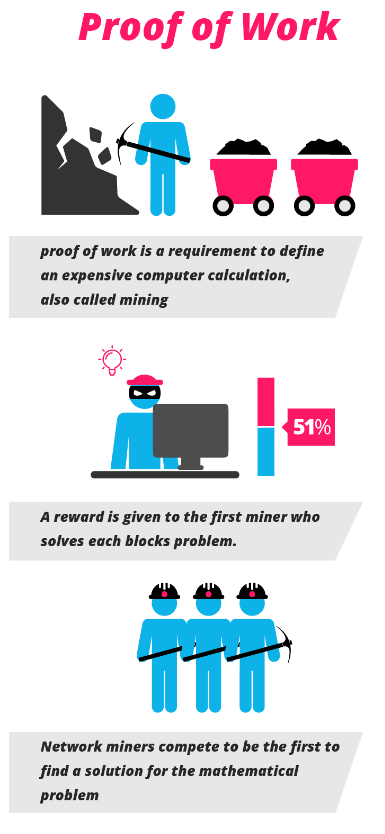 Proof of Work
proof of work is a requirement to define
an expensive computer calculation,
also called mining
51%
A reward is given to the first miner who
solves each blocks problem.
Network miners compete to be the first to
find a solution for the mathematical
problem